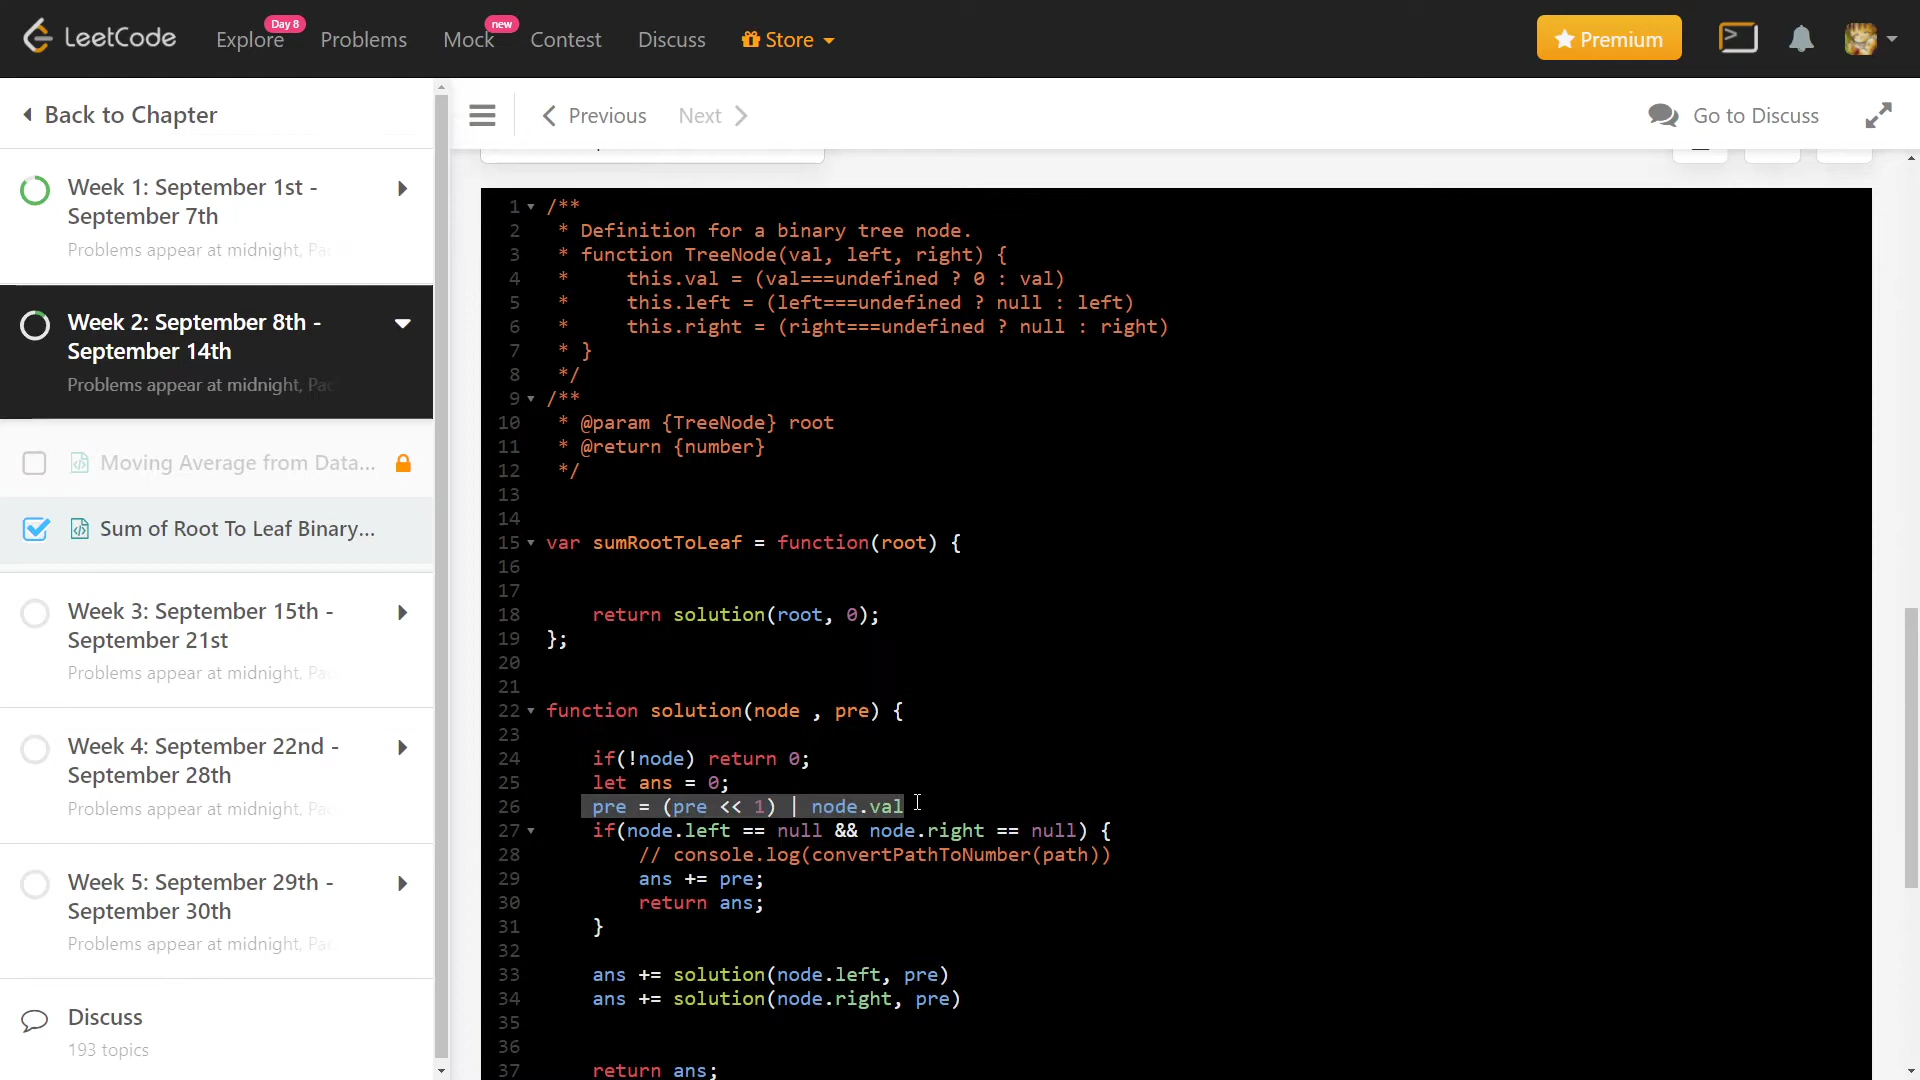 LeetCode
Explore
Day 8
Problems
Mock
new
Contest
Discuss
Store
Premium
Back to Chapter
Previous
Next
Go to Discuss
Week 1: September 1st -
September 7th
Problems appear at midnight, Pa
Week 2: September 8th -
September 14th
Problems appear at midnight, Pa
Moving Average from Data...
Sum of Root To Leaf Binary...
Week 3: September 15th -
September 21st
Problems appear at midnight, Pa
Week 4: September 22nd -
September 28th
Problems appear at midnight, Pa
Week 5: September 29th -
September 30th
Problems appear at midnight, Pa
Discuss
193 topics
1 /**
2 * Definition for a binary tree node.
3 * function TreeNode(val, left, right) {
4 *     this.val = (val===undefined ? 0 : val)
5 *     this.left = (left===undefined ? null : left)
6 *     this.right = (right===undefined ? null : right)
7 * }
8 */
9 /**
10 * @param {TreeNode} root
11 * @return {number}
12 */
13
14
15 var sumRootToLeaf = function(root) {
16
17
18     return solution(root, 0);
19 };
20
21
22 function solution(node , pre) {
23
24     if(!node) return 0;
25     let ans = 0;
26     pre = (pre << 1) | node.val
27     if(node.left == null && node.right == null) {
28         // console.log(convertPathToNumber(path))
29         ans += pre;
30         return ans;
31     }
32
33     ans += solution(node.left, pre)
34     ans += solution(node.right, pre)
35
36
37     return ans;